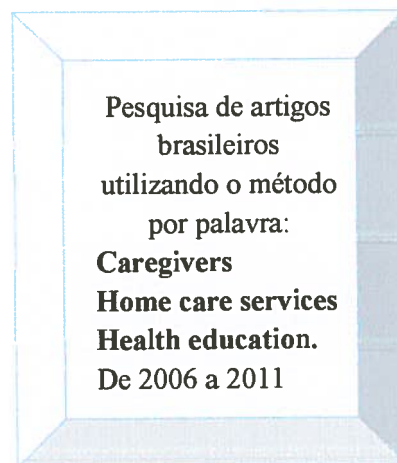 Pesquisa de artigos
brasileiros
utilizando o método
por palavra:
Caregivers
Home care services
Health education.
De 2006 a 2011